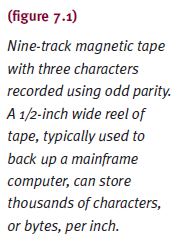 (figure 7.1)
Nine-track magnetic tape
with three characters
recorded using odd parity.
A 1/2-inch wide reel of
tape, typically used to
back up a mainframe
computer, can store
thousands of characters,
or bytes, per inch.